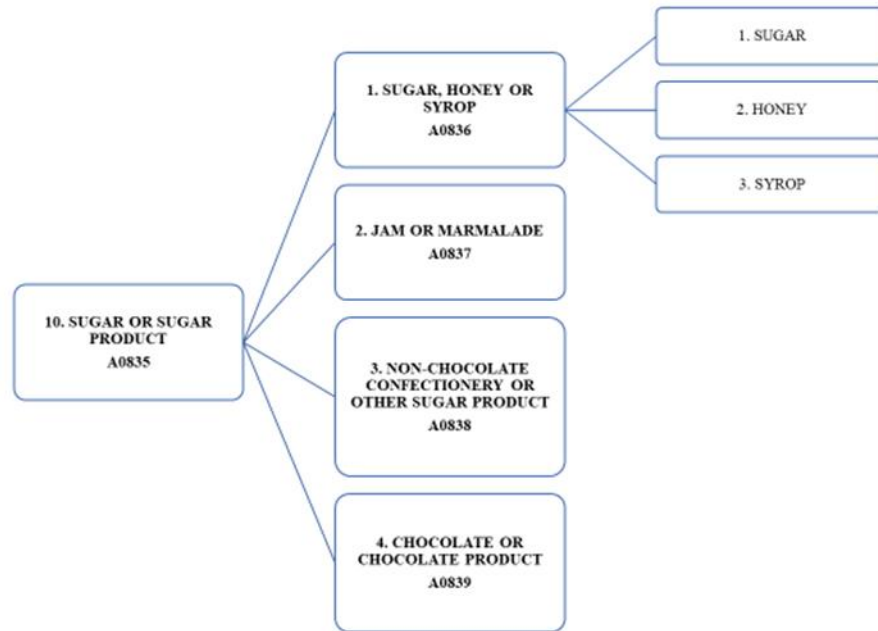 10. SUGAR OR SUGAR
PRODUCT
A0835
1. SUGAR, HONEY OR
SYROP
A0836
2. JAM OR MARMALADE
A0837
3. NON-CHOCOLATE
CONFECTIONERY OR
OTHER SUGAR PRODUCT
A0838
4. CHOCOLATE OR
CHOCOLATE PRODUCT
A0839
1. SUGAR
2. HONEY
3. SYROP